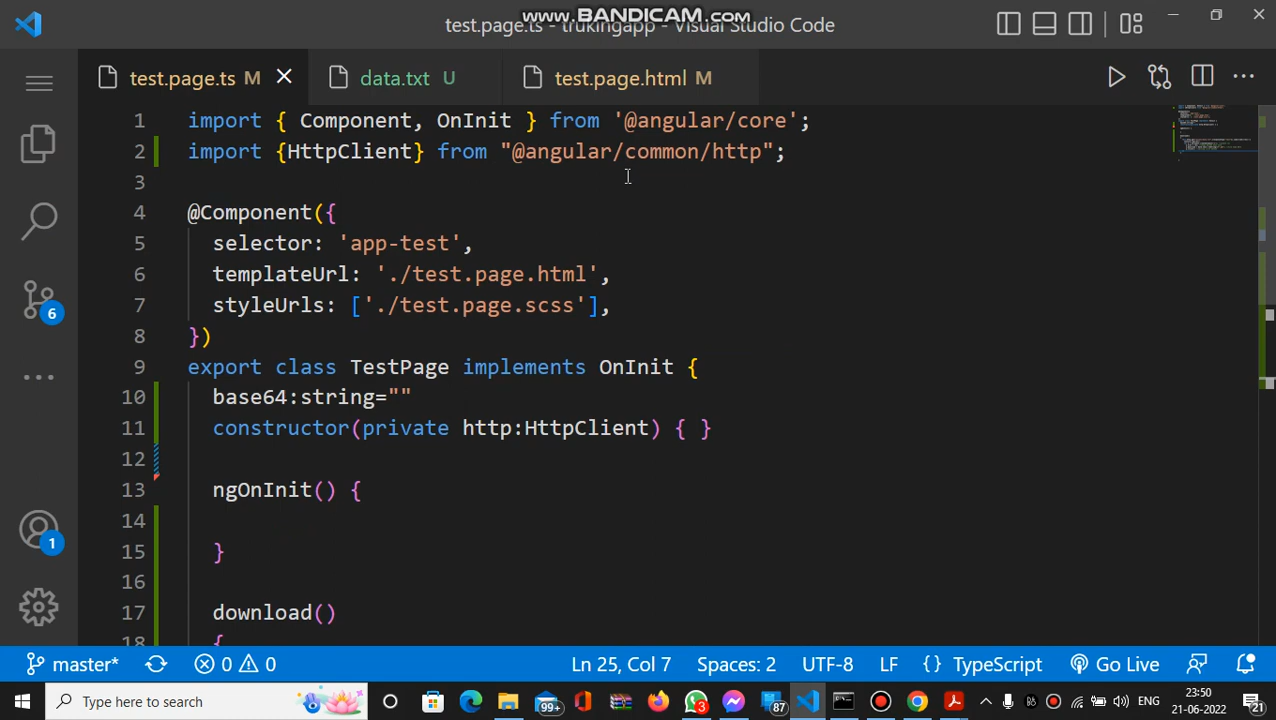 www.BANDICAM.com
test.page.ts - trukingapp - Visual Studio Code
test.page.ts M
data.txt U
test.page.html M
1 import { Component, OnInit } from '@angular/core';
2 import {HttpClient} from "@angular/common/http";
3
4 @Component({
5 selector: 'app-test',
6 templateUrl: './test.page.html',
7 styleUrls: ['./test.page.scss'],
8 })
9 export class TestPage implements OnInit {
10 base64:string=""
11 constructor(private http:HttpClient) { }
12
13 ngOnInit() {
14
15 }
16
17 download()
18 {
6
1
master*
0
0
Ln 25, Col 7
Spaces: 2
UTF-8
LF
{} TypeScript
Go Live
Type here to search
99+
3
87
ENG
23:50
21-06-2022
21